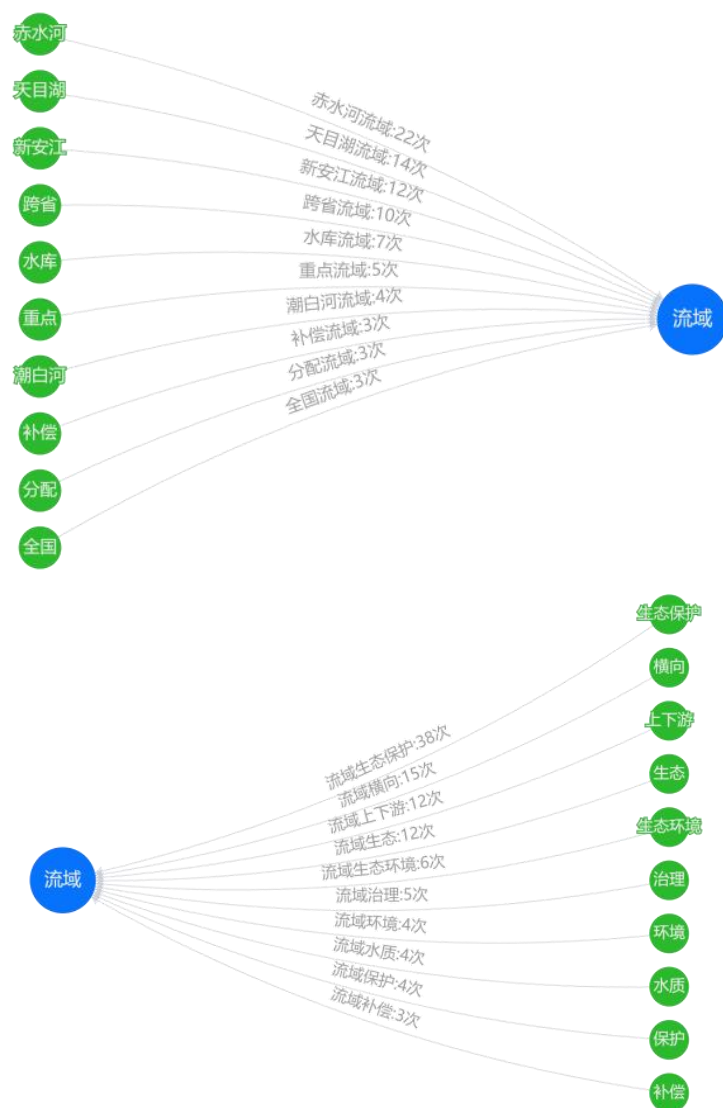 赤水河
天目湖
新安江
跨省
水库
重点
潮白河
补偿
分配
全国
赤水河流域:22次
天目湖流域:14次
新安江流域:12次
跨省流域:10次
水库流域:7次
重点流域:5次
潮白河流域:4次
补偿流域:3次
分配流域:3次
全国流域:3次
流域
流域
流域生态保护:38次
流域横向:15次
流域上下游:12次
流域生态:12次
流域生态环境:6次
流域治理:5次
流域环境:4次
流域水质:4次
流域保护:4次
流域补偿:3次
生态保护
横向
上下游
生态
生态环境
治理
环境
水质
保护
补偿